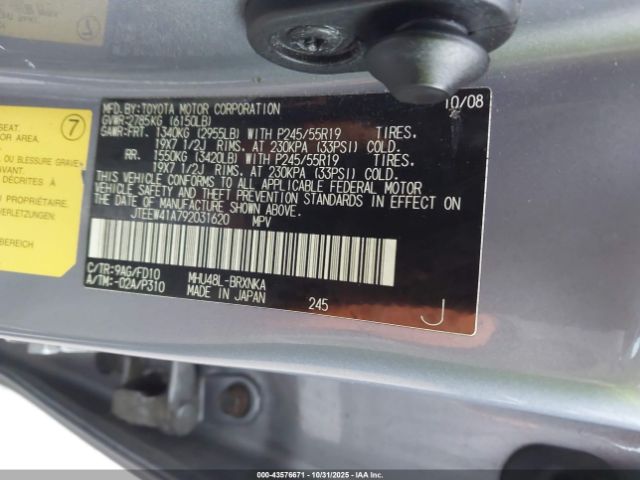 MFD.BY:TOYOTA MOTOR CORPORATION 10/08
GVWR:2785KG (6150LB)
GAWR:FRT. 1340KG (2955LB) WITH P245/55R19 TIRES.
19X7 1/2J RIMS. AT 230KPA (33PSI) COLD.
RR. 1550KG (3420LB) WITH P245/55R19 TIRES.
19X7 1/2J RIMS. AT 230KPA (33PSI) COLD.
THIS VEHICLE CONFORMS TO ALL APPLICABLE FEDERAL MOTOR
VEHICLE SAFETY AND THEFT PREVENTION STANDARDS IN EFFECT ON
THE DATE OF MANUFACTURE SHOWN ABOVE.
JTEEW41A792031620 MPV
C/TR:9AG/FD10 MHU48L-BRXNKA
A/TM:-02A/P310 MADE IN JAPAN
245 J
7
SEAT.
OR AREA.
OU BLESSURE GRAVE
DÉCRITES À
U PROPRIÉTAIRE.
VERLETZUNGEN
BEREICH
000-43576671 - 10/31/2025 - IAAI.COM